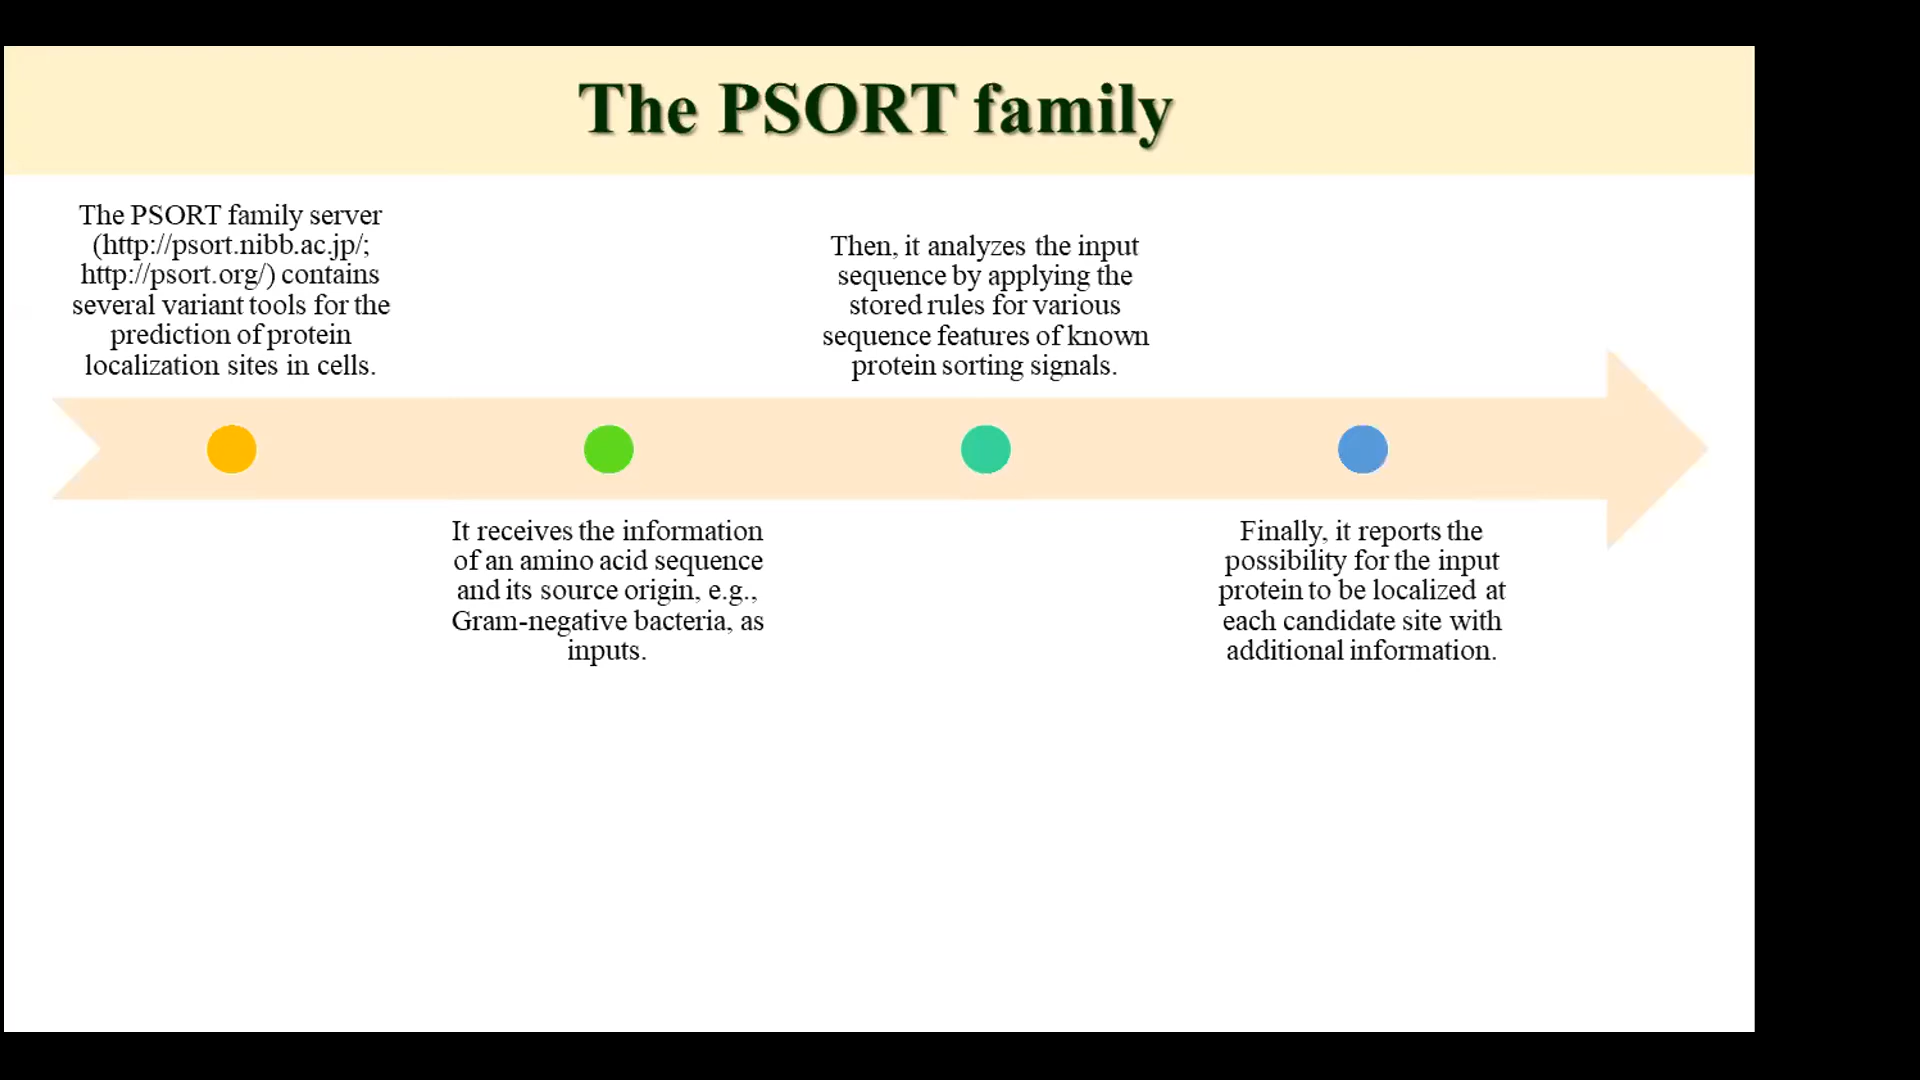 The PSORT family
The PSORT family server
(http://psort.nibb.ac.jp/;
http://psort.org/) contains
several variant tools for the
prediction of protein
localization sites in cells.
It receives the information
of an amino acid sequence
and its source origin, e.g.,
Gram-negative bacteria, as
inputs.
Then, it analyzes the input
sequence by applying the
stored rules for various
sequence features of known
protein sorting signals.
Finally, it reports the
possibility for the input
protein to be localized at
each candidate site with
additional information.